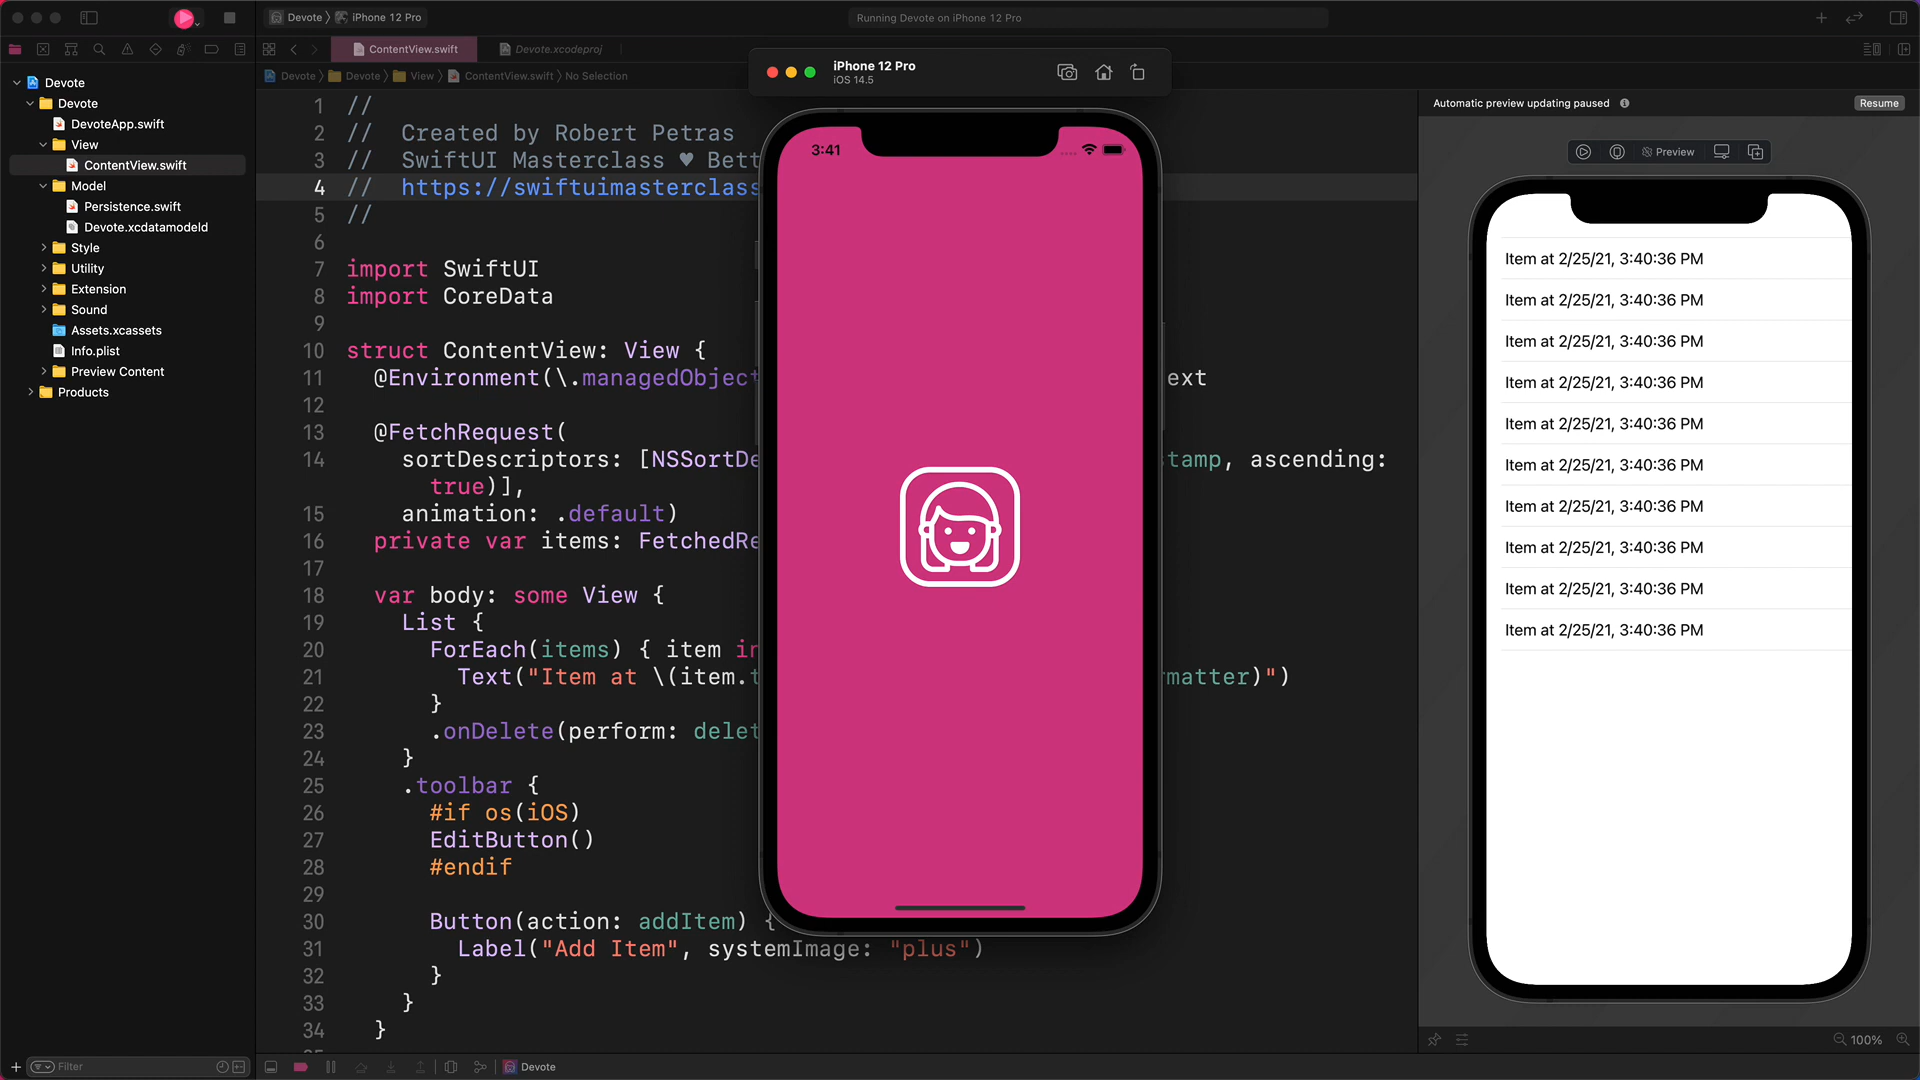 Devote 〉 iPhone 12 Pro
Running Devote on iPhone 12 Pro
ContentView.swift
Devote.xcodeproj
Devote 〉 Devote 〉 View 〉 ContentView.swift 〉 No Selection
Devote
Devote
DevoteApp.swift
View
ContentView.swift
Model
Persistence.swift
Devote.xcdatamodeld
Style
Utility
Extension
Sound
Assets.xcassets
Info.plist
Preview Content
Products
Filter
1 //
2 // Created by Robert Petras
3 // SwiftUI Masterclass ♥ Bett
4 // https://swiftuimasterclass
5 //
6
7 import SwiftUI
8 import CoreData
9
10 struct ContentView: View {
11 @Environment(\.managedObject ext
12
13 @FetchRequest(
14 sortDescriptors: [NSSortDe stamp, ascending:
true)],
15 animation: .default)
16 private var items: FetchedRe
17
18 var body: some View {
19 List {
20 ForEach(items) { item in
21 Text("Item at \(item.t matter)")
22 }
23 .onDelete(perform: delet
24 }
25 .toolbar {
26 #if os(iOS)
27 EditButton()
28 #endif
29
30 Button(action: addItem) {
31 Label("Add Item", systemImage: "plus")
32 }
33 }
34 }
Devote
iPhone 12 Pro
iOS 14.5
3:41
Automatic preview updating paused
Resume
Preview
Item at 2/25/21, 3:40:36 PM
Item at 2/25/21, 3:40:36 PM
Item at 2/25/21, 3:40:36 PM
Item at 2/25/21, 3:40:36 PM
Item at 2/25/21, 3:40:36 PM
Item at 2/25/21, 3:40:36 PM
Item at 2/25/21, 3:40:36 PM
Item at 2/25/21, 3:40:36 PM
Item at 2/25/21, 3:40:36 PM
Item at 2/25/21, 3:40:36 PM
100%